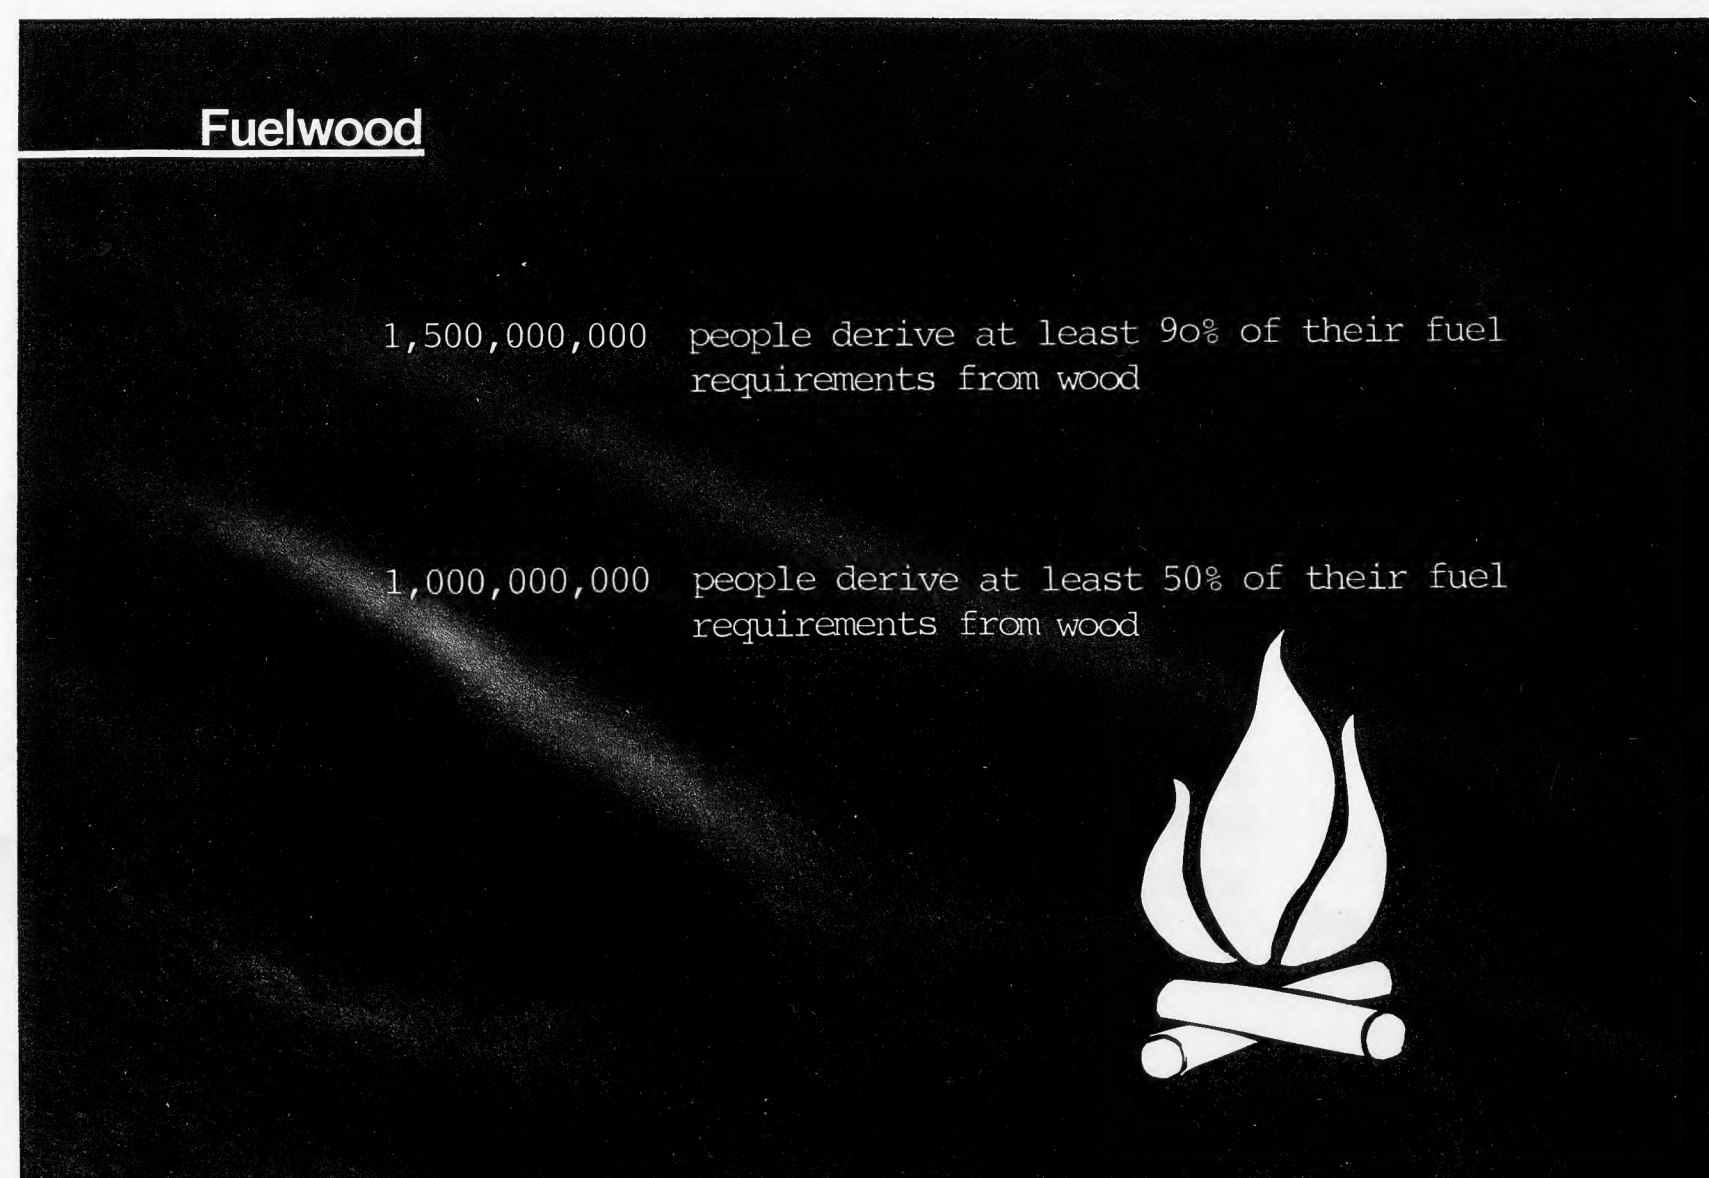 Fuelwood
1,500,000,000 people derive at least 9o% of their fuel
requirements from wood
1,000,000,000 people derive at least 50% of their fuel
requirements from wood